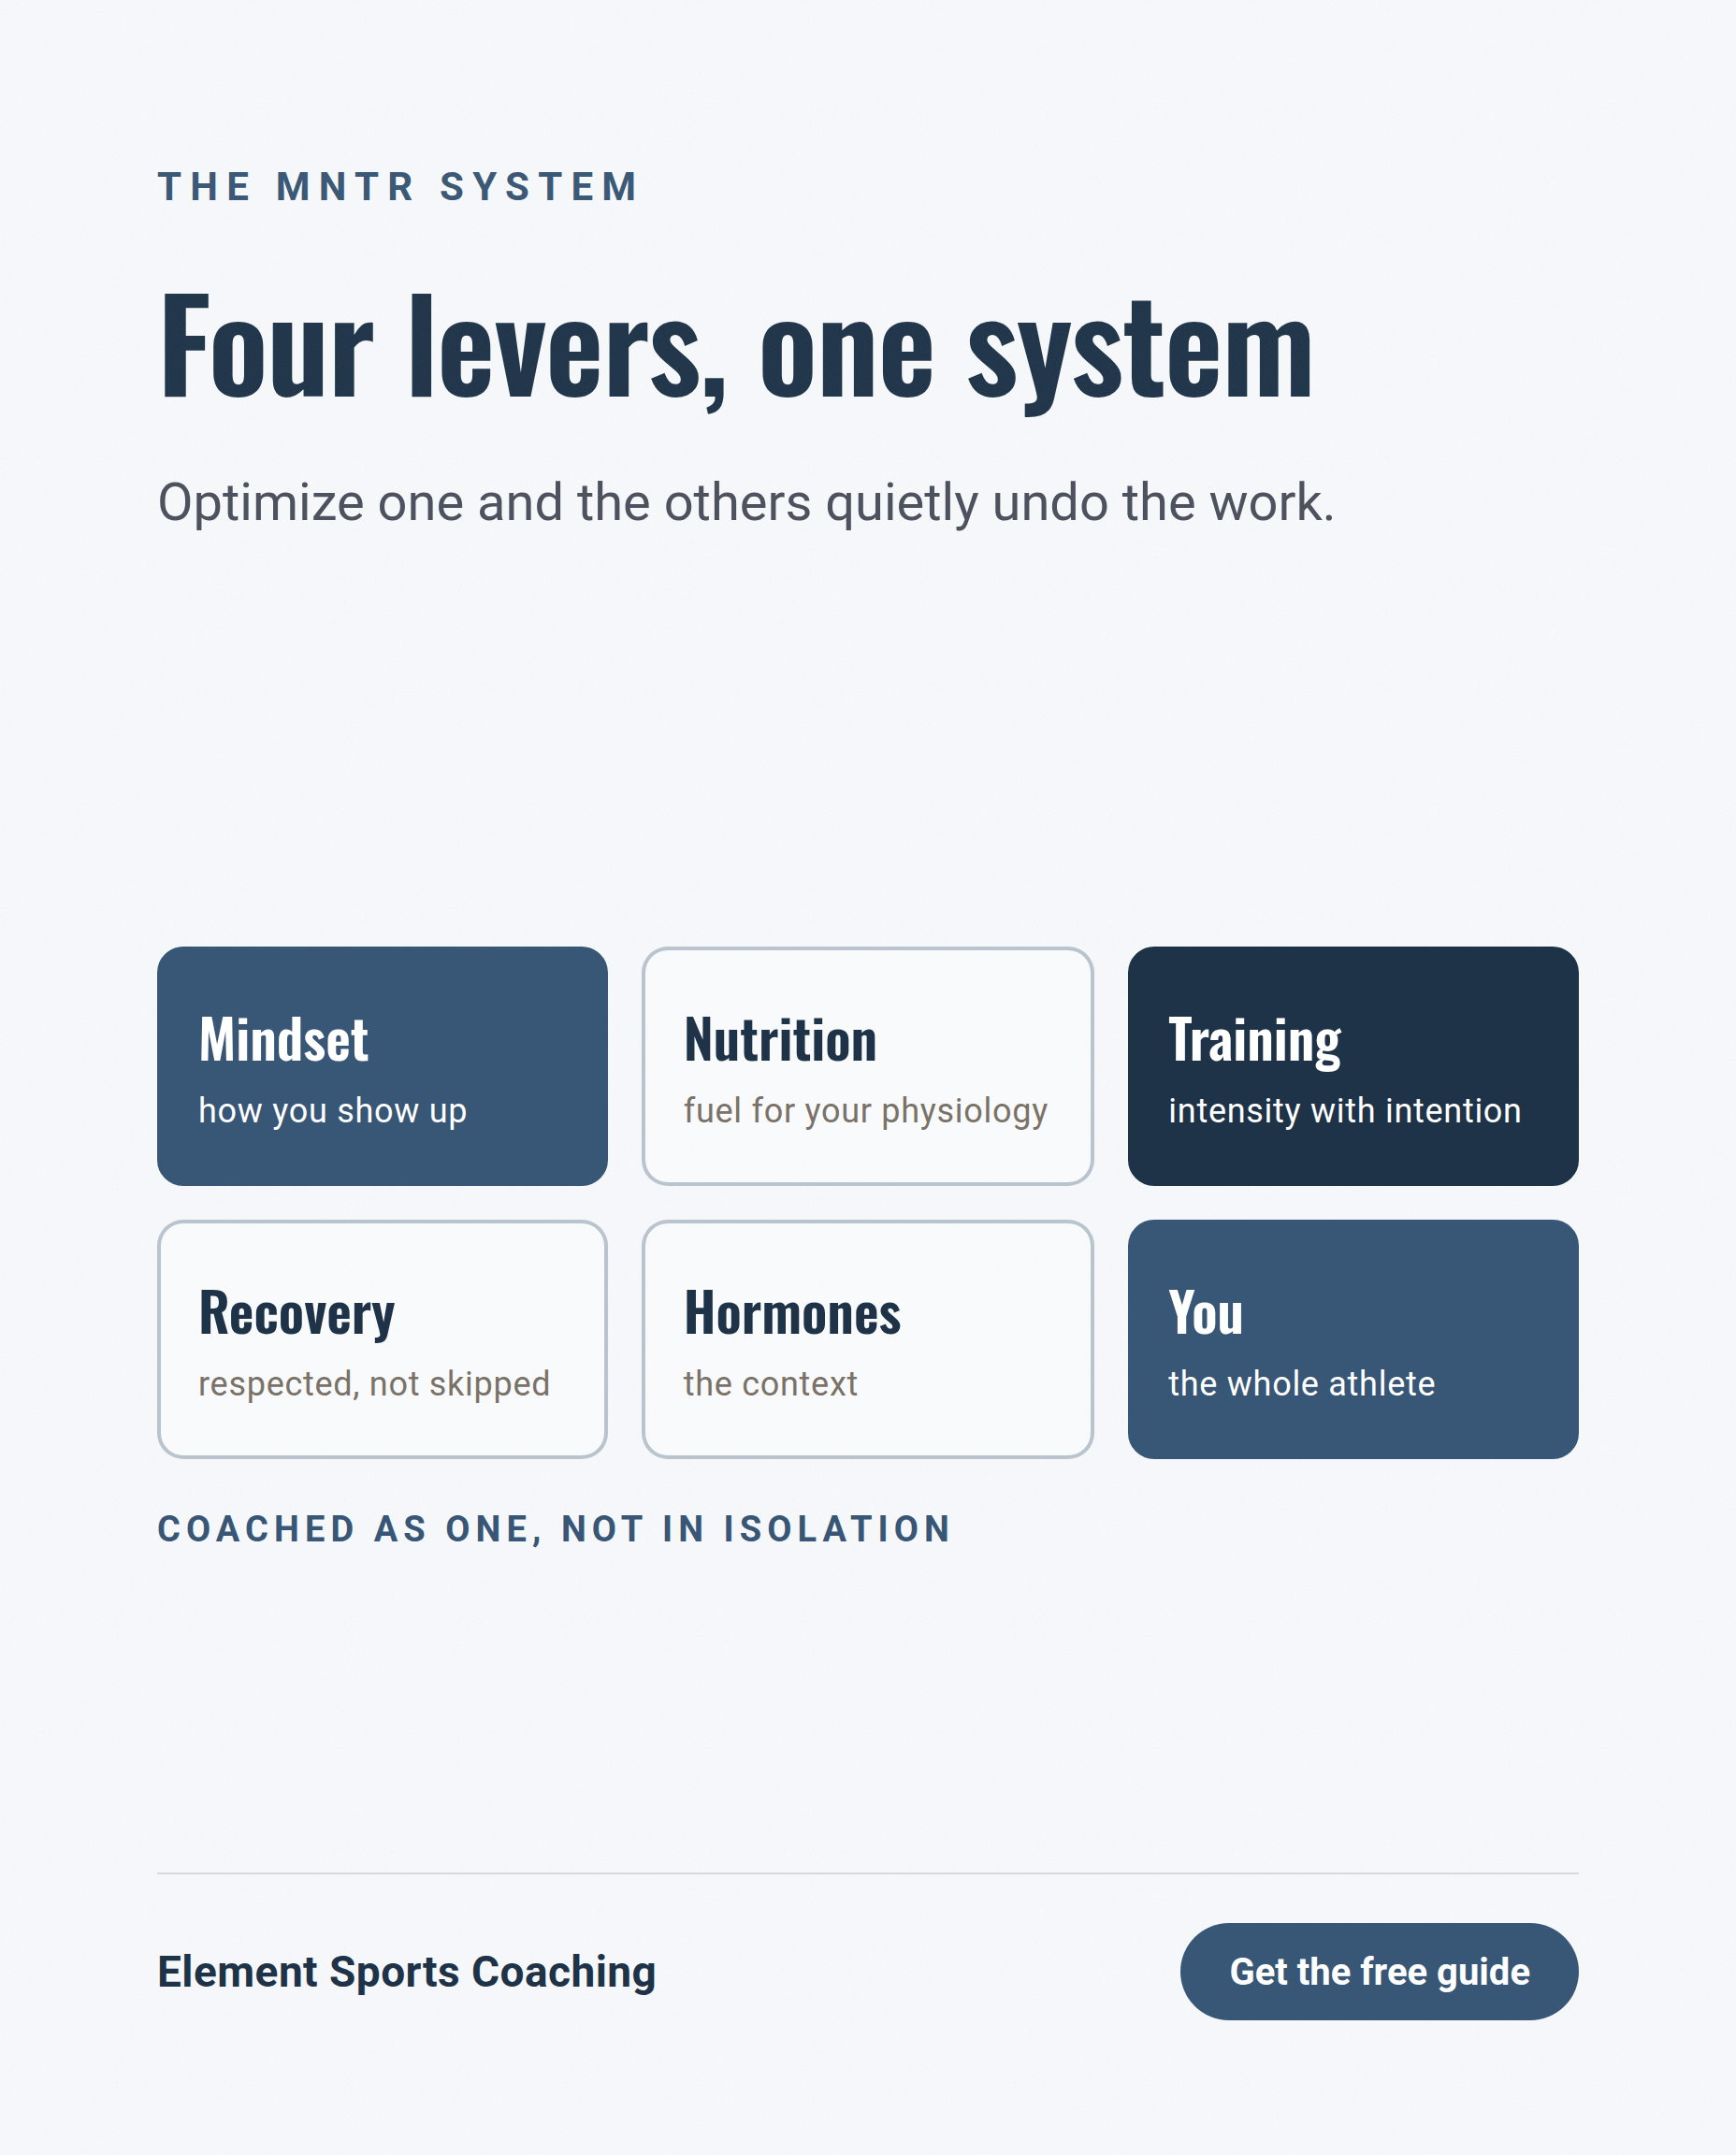 THE MNTR SYSTEM
Four levers, one system
Optimize one and the others quietly undo the work.
Mindset
how you show up
Nutrition
fuel for your physiology
Training
intensity with intention
Recovery
respected, not skipped
Hormones
the context
You
the whole athlete
COACHED AS ONE, NOT IN ISOLATION
Element Sports Coaching
Get the free guide